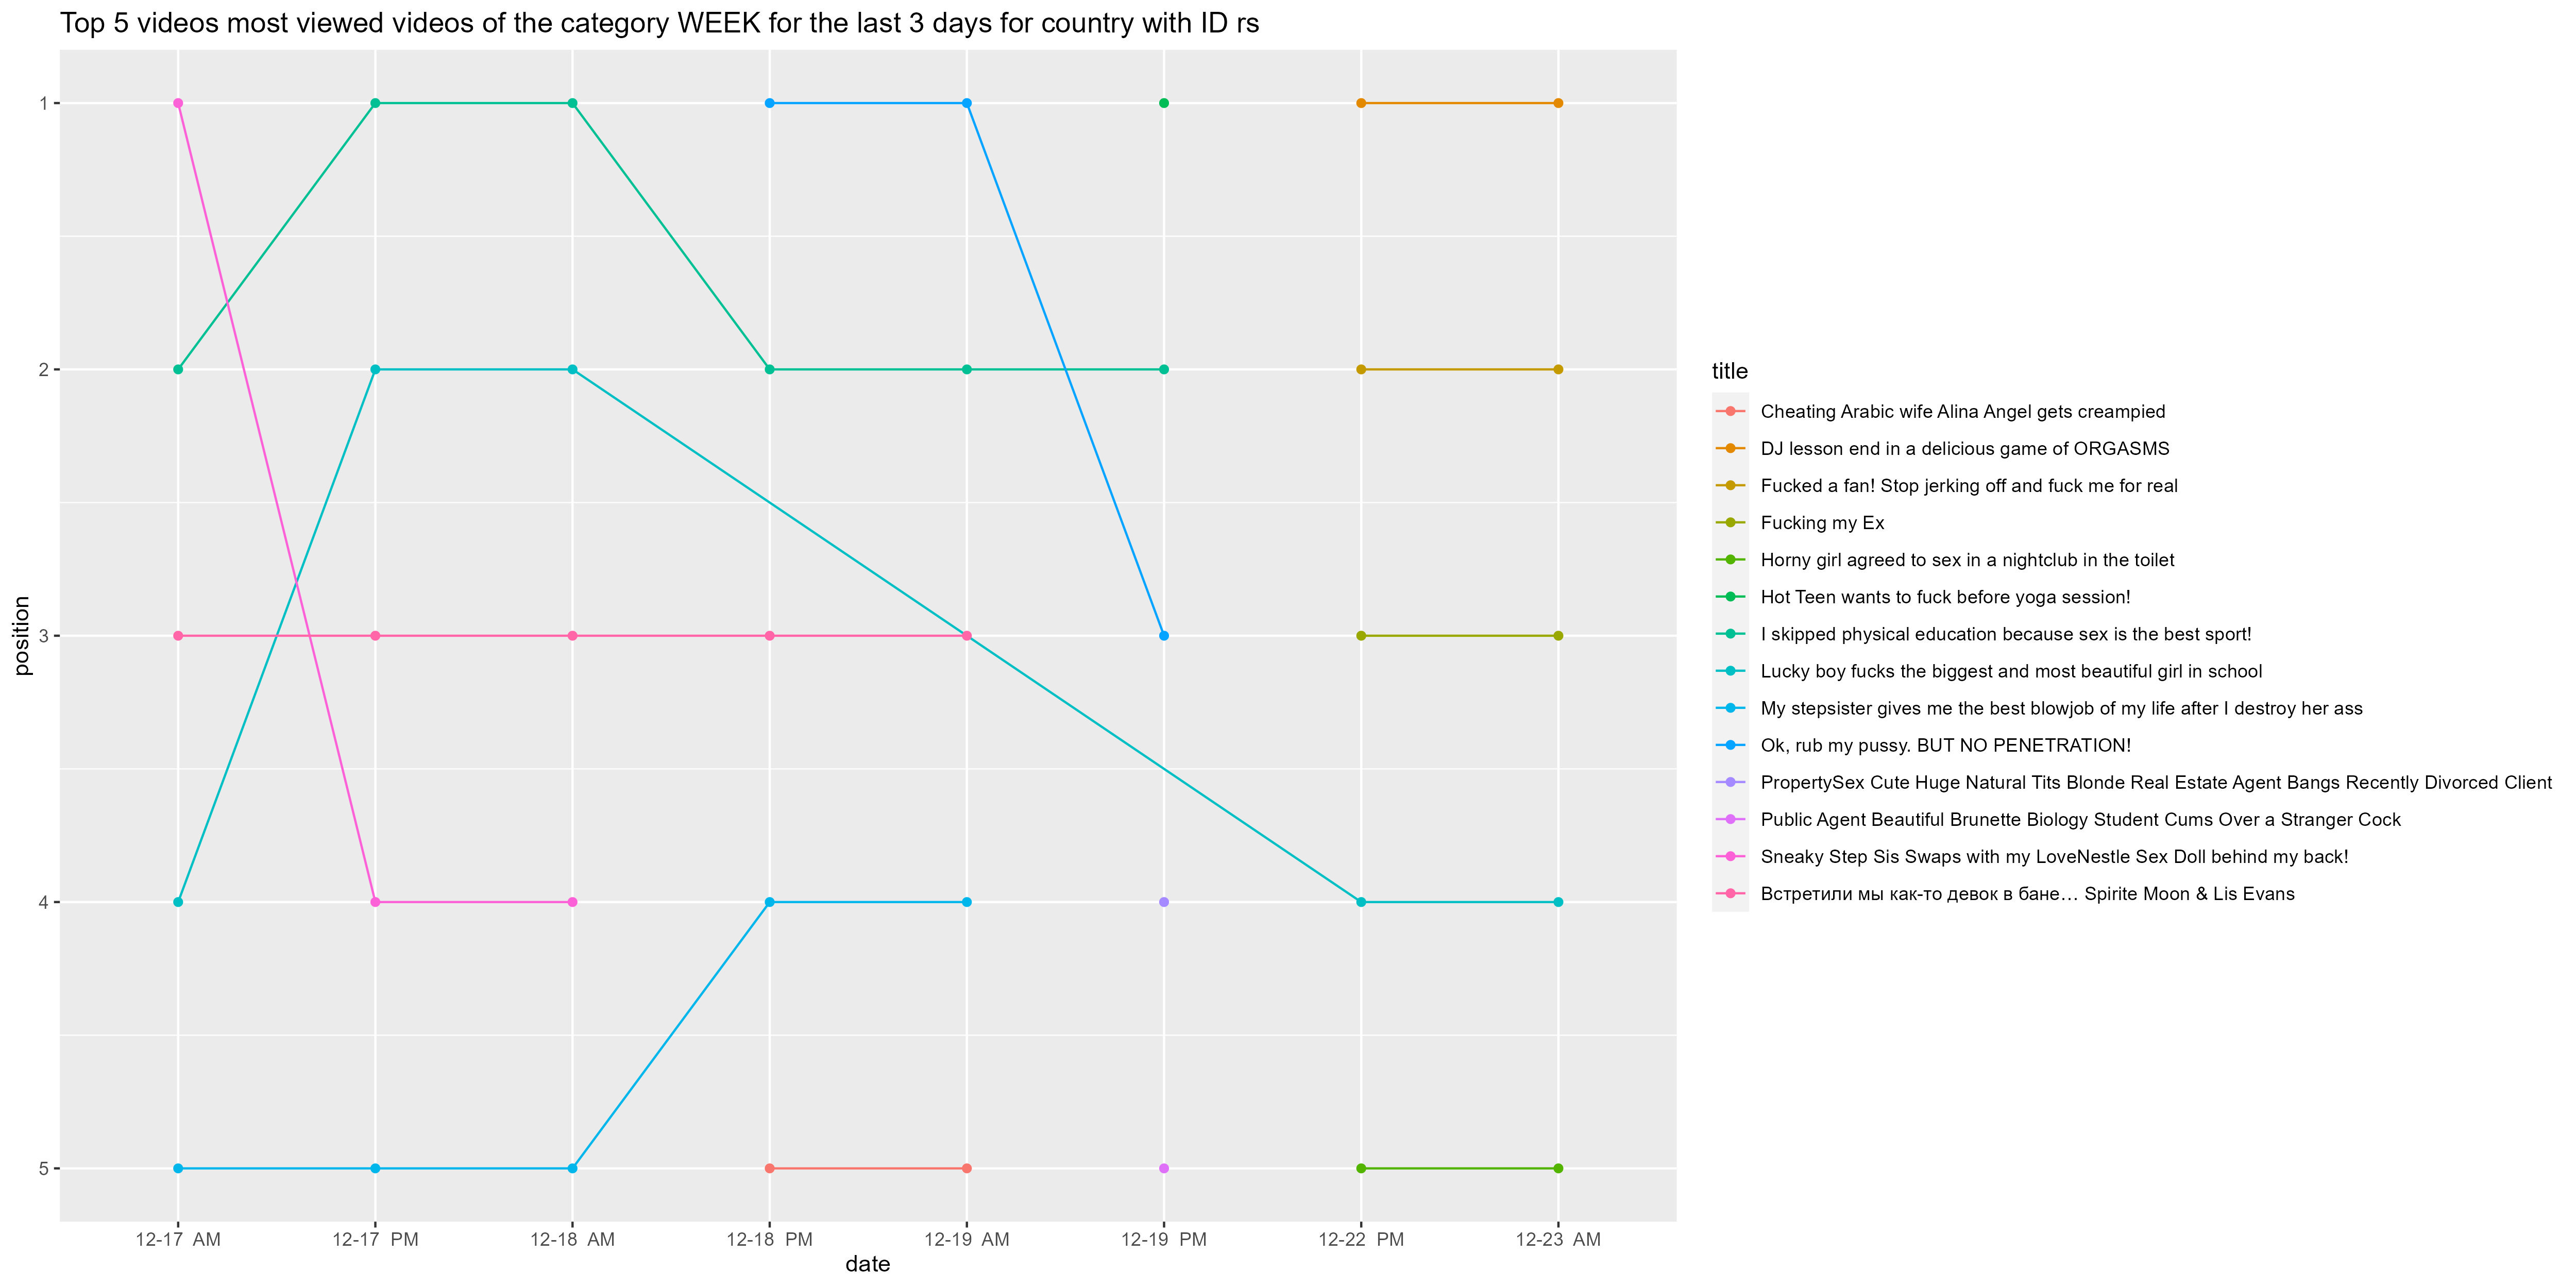 Top 5 videos most viewed videos of the category WEEK for the last 3 days for country with ID rs
position
1
2
3
4
5
12-17 AM
12-17 PM
12-18 AM
12-18 PM
12-19 AM
12-19 PM
12-22 PM
12-23 AM
date
title
Cheating Arabic wife Alina Angel gets creampied
DJ lesson end in a delicious game of ORGASMS
Fucked a fan! Stop jerking off and fuck me for real
Fucking my Ex
Horny girl agreed to sex in a nightclub in the toilet
Hot Teen wants to fuck before yoga session!
I skipped physical education because sex is the best sport!
Lucky boy fucks the biggest and most beautiful girl in school
My stepsister gives me the best blowjob of my life after I destroy her ass
Ok, rub my pussy. BUT NO PENETRATION!
PropertySex Cute Huge Natural Tits Blonde Real Estate Agent Bangs Recently Divorced Client
Public Agent Beautiful Brunette Biology Student Cums Over a Stranger Cock
Sneaky Step Sis Swaps with my LoveNestle Sex Doll behind my back!
Встретили мы как-то девок в бане… Spirite Moon & Lis Evans